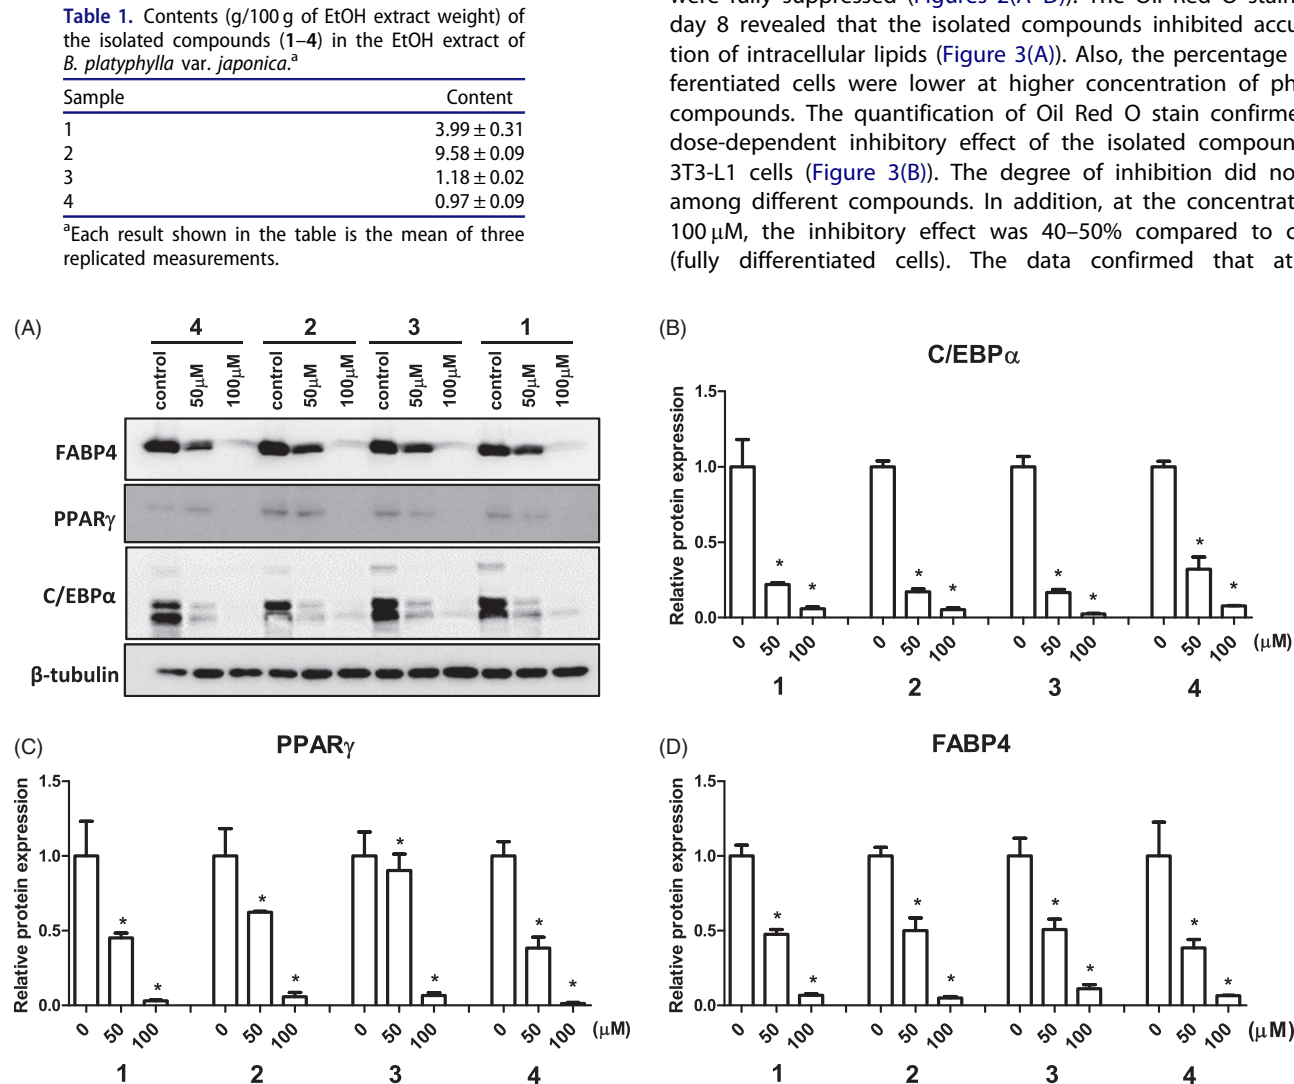 Table 1. Contents (g/100 g of EtOH extract weight) of
the isolated compounds (1–4) in the EtOH extract of
B. platyphylla var. japonica.a
Sample Content
1 3.99 ± 0.31
2 9.58 ± 0.09
3 1.18 ± 0.02
4 0.97 ± 0.09
aEach result shown in the table is the mean of three
replicated measurements.
were fully suppressed (Figures 2(A–D)). The Oil Red O stain
day 8 revealed that the isolated compounds inhibited accu
tion of intracellular lipids (Figure 3(A)). Also, the percentage
ferentiated cells were lower at higher concentration of ph
compounds. The quantification of Oil Red O stain confirme
dose-dependent inhibitory effect of the isolated compoun
3T3-L1 cells (Figure 3(B)). The degree of inhibition did no
among different compounds. In addition, at the concentrat
100 μM, the inhibitory effect was 40–50% compared to c
(fully differentiated cells). The data confirmed that at
(A)
4 2 3 1
control 50μM 100μM control 50μM 100μM control 50μM 100μM control 50μM 100μM
FABP4
PPARγ
C/EBPα
β-tubulin
(B)
C/EBPα
Relative protein expression
1.5
1.0
0.5
0.0
* * * * * * * *
0 50 100 0 50 100 0 50 100 0 50 100 (μM)
1 2 3 4
(C)
PPARγ
Relative protein expression
1.5
1.0
0.5
0.0
* * * * * * * *
0 50 100 0 50 100 0 50 100 0 50 100 (μM)
1 2 3 4
(D)
FABP4
Relative protein expression
1.5
1.0
0.5
0.0
* * * * * * * *
0 50 100 0 50 100 0 50 100 0 50 100 (μM)
1 2 3 4